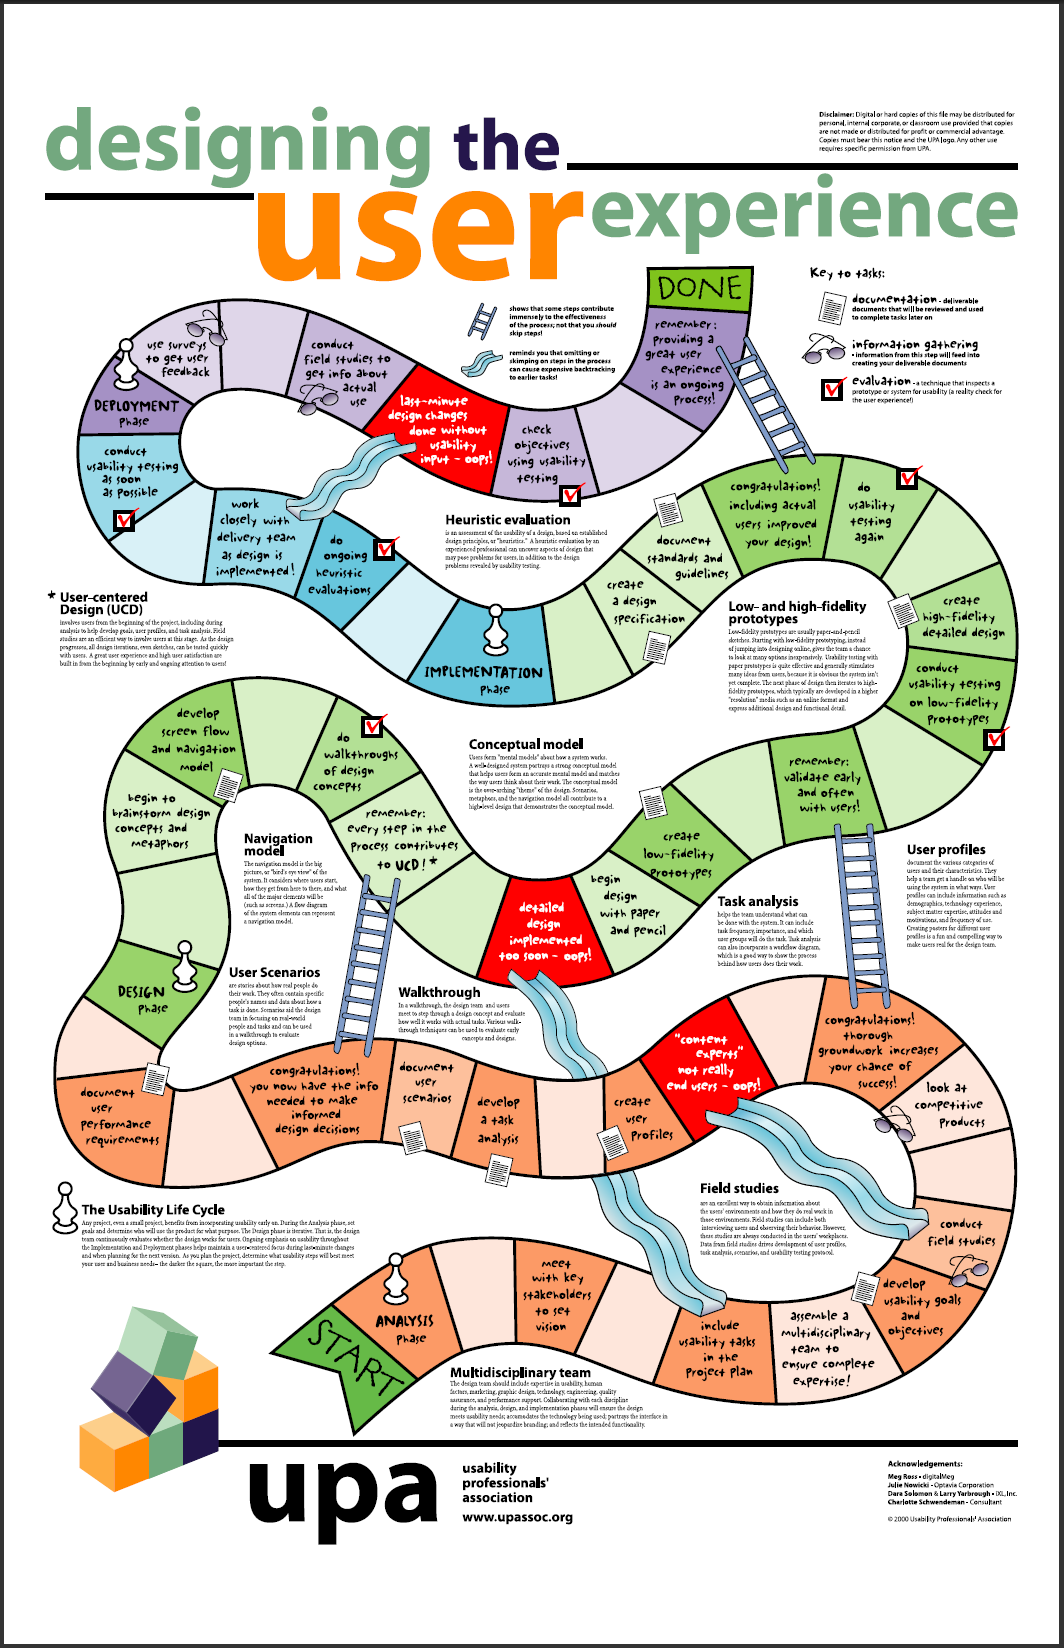 designing the
user experience
Disclaimer: Digital or hard copies of this file may be distributed for
personal, internal corporate, or classroom use provided that copies
are not made or distributed for profit or commercial advantage.
Copies must bear this notice and the UPA logo. Any other use
requires specific permission from UPA.
Key to tasks:
documentation - deliverable
documents that will be reviewed and used
to complete tasks later on
information gathering
- information from this step will feed into
creating your deliverable documents
evaluation - a technique that inspects a
prototype or system for usability (a reality check for
the user experience!)
shows that some steps contribute
immensely to the effectiveness
of the process; not that you should
skip steps!
reminds you that omitting or
skimping on steps in the process
can cause expensive backtracking
to earlier tasks!
DONE
remember:
providing a
great user
experience
is an ongoing
process!
check
objectives
using usability
testing
last-minute
design changes
done without
usability
input - oops!
conduct
field studies to
get info about
actual
use
use surveys
to get user
feedback
DEPLOYMENT
phase
conduct
usability testing
as soon
as possible
work
closely with
delivery team
as design is
implemented!
do
ongoing
heuristic
evaluations
IMPLEMENTATION
phase
create
a design
specification
document
standards and
guidelines
congratulations!
including actual
users improved
your design!
do
usability
testing
again
create
high-fidelity
detailed design
conduct
usability testing
on low-fidelity
prototypes
remember:
validate early
and often
with users!
create
low-fidelity
prototypes
begin
design
with paper
and pencil
detailed
design
implemented
too soon - oops!
remember:
every step in the
process contributes
to UCD! *
do
walkthroughs
of design
concepts
develop
screen flow
and navigation
model
begin to
brainstorm design
concepts and
metaphors
DESIGN
phase
document
user
performance
requirements
congratulations!
you now have the info
needed to make
informed
design decisions
document
user
scenarios
develop
a task
analysis
create
user
profiles
"content
experts"
not really
end users - oops!
congratulations!
thorough
groundwork increases
your chance of
success!
look at
competitive
products
conduct
field studies
develop
usability goals
and
objectives
assemble a
multidisciplinary
team to
ensure complete
expertise!
include
usability tasks
in the
project plan
meet
with key
stakeholders
to set
vision
ANALYSIS
phase
START
Heuristic evaluation
is an assessment of the usability of a design, based on established
design principles, or "heuristics." A heuristic evaluation by an
experienced professional can uncover aspects of design that
may pose problems for users, in addition to the design
problems revealed by usability testing.
* User-centered
Design (UCD)
involves users from the beginning of the project, including during
analysis to help develop goals, user profiles, and task analysis. Field
studies are an efficient way to involve users at this stage. As the design
progresses, all design iterations, even sketches, can be tested quickly
with users. A great user experience and high user satisfaction are
built in from the beginning by early and ongoing attention to users!
Low- and high-fidelity
prototypes
Low-fidelity prototypes are usually paper-and-pencil
sketches. Starting with low-fidelity prototyping, instead
of jumping into designing online, gives the team a chance
to look at many options inexpensively. Usability testing with
paper prototypes is quite effective and generally stimulates
many ideas from users, because it is obvious the system isn't
yet complete. The next phase of design then iterates to high-
fidelity prototypes, which typically are developed in a higher
"resolution" media such as an online format and
express additional design and functional detail.
Conceptual model
Users form "mental models" about how a system works.
A well-designed system portrays a strong conceptual model
that helps users form an accurate mental model and matches
the way users think about their work. The conceptual model
is the over-arching "theme" of the design. Scenarios,
metaphors, and the navigation model all contribute to a
high-level design that demonstrates the conceptual model.
Navigation
model
The navigation model is the big
picture, or "bird's eye view" of the
system. It considers where users start,
how they get from here to there, and what
all of the major elements will be
(such as screens.) A flow diagram
of the system elements can represent
a navigation model.
User profiles
document the various categories of
users and their characteristics. They
help a team get a handle on who will be
using the system in what ways. User
profiles can include information such as
demographics, technology experience,
subject matter expertise, attitudes and
motivations, and frequency of use.
Creating posters for different user
profiles is a fun and compelling way to
make users real for the design team.
Task analysis
helps the team understand what can
be done with the system. It can include
task frequency, importance, and which
user groups will do the task. Task analysis
can also incorporate a workflow diagram,
which is a good way to show the process
behind how users does their work.
User Scenarios
are stories about how real people do
their work. They often contain specific
people's names and data about how a
task is done. Scenarios aid the design
team in focusing on real-world
people and tasks and can be used
in a walkthrough to evaluate
design options.
Walkthrough
In a walkthrough, the design team and users
meet to step through a design concept and evaluate
how well it works with actual tasks. Various walk-
through techniques can be used to evaluate early
concepts and designs.
Field studies
are an excellent way to obtain information about
the users' environments and how they do real work in
those environments. Field studies can include both
interviewing users and observing their behavior. However,
these studies are always conducted in the users' workplaces.
Data from field studies drives development of user profiles,
task analysis, scenarios, and usability testing protocol.
The Usability Life Cycle
Any project, even a small project, benefits from incorporating usability early on. During the Analysis phase, set
goals and determine who will use the product for what purpose. The Design phase is iterative. That is, the design
team continuously evaluates whether the design works for users. Ongoing emphasis on usability throughout
the Implementation and Deployment phases helps maintain a user-centered focus during last-minute changes
and when planning for the next version. As you plan the project, determine what usability steps will best meet
your user and business needs- the darker the square, the more important the step.
Multidisciplinary team
The design team should include expertise in usability, human
factors, marketing, graphic design, technology, engineering, quality
assurance, and performance support. Collaborating with each discipline
during the analysis, design, and implementation phases will ensure the design
meets usability needs; accomodates the technology being used; portrays the interface in
a way that will not jeopardize branding; and reflects the intended functionality.
upa
usability
professionals'
association
www.upassoc.org
Acknowledgements:
Meg Ross • digitalMeg
Julie Nowicki - Optavia Corporation
Dara Solomon & Larry Yarbrough • IXL, Inc.
Charlotte Schwendeman - Consultant
© 2000 Usability Professionals' Association